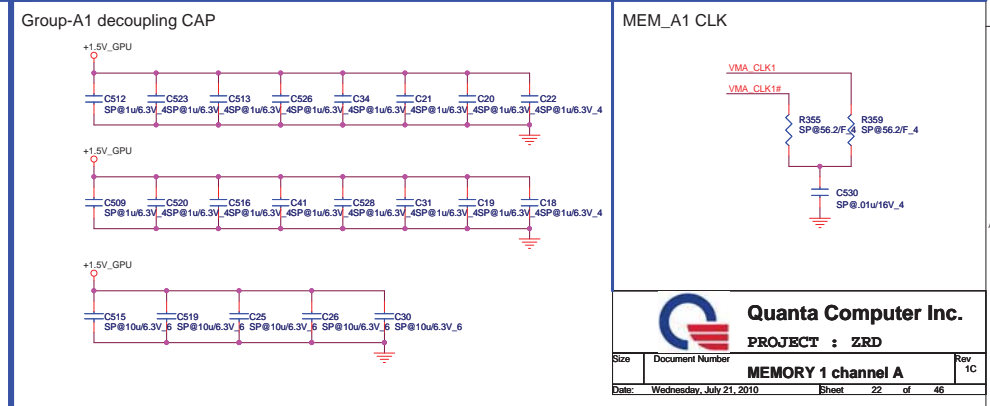 Group-A1 decoupling CAP
+1.5V_GPU
C512 C523 C513 C526 C34 C21 C20 C22
SP@1u/6.3V_4SP@1u/6.3V_4SP@1u/6.3V_4SP@1u/6.3V_4SP@1u/6.3V_4SP@1u/6.3V_4SP@1u/6.3V_4SP@1u/6.3V_4
+1.5V_GPU
C509 C520 C516 C41 C528 C31 C19 C18
SP@1u/6.3V_4SP@1u/6.3V_4SP@1u/6.3V_4SP@1u/6.3V_4SP@1u/6.3V_4SP@1u/6.3V_4SP@1u/6.3V_4SP@1u/6.3V_4
+1.5V_GPU
C515 C519 C25 C26 C30
SP@10u/6.3V_6 SP@10u/6.3V_6 SP@10u/6.3V_6 SP@10u/6.3V_6 SP@10u/6.3V_6
MEM_A1 CLK
VMA_CLK1
VMA_CLK1#
R355 R359
SP@56.2/F_4 SP@56.2/F_4
C530
SP@.01u/16V_4
Quanta Computer Inc.
PROJECT : ZRD
Size Document Number Rev
MEMORY 1 channel A 1C
Date: Wednesday, July 21, 2010 Sheet 22 of 46